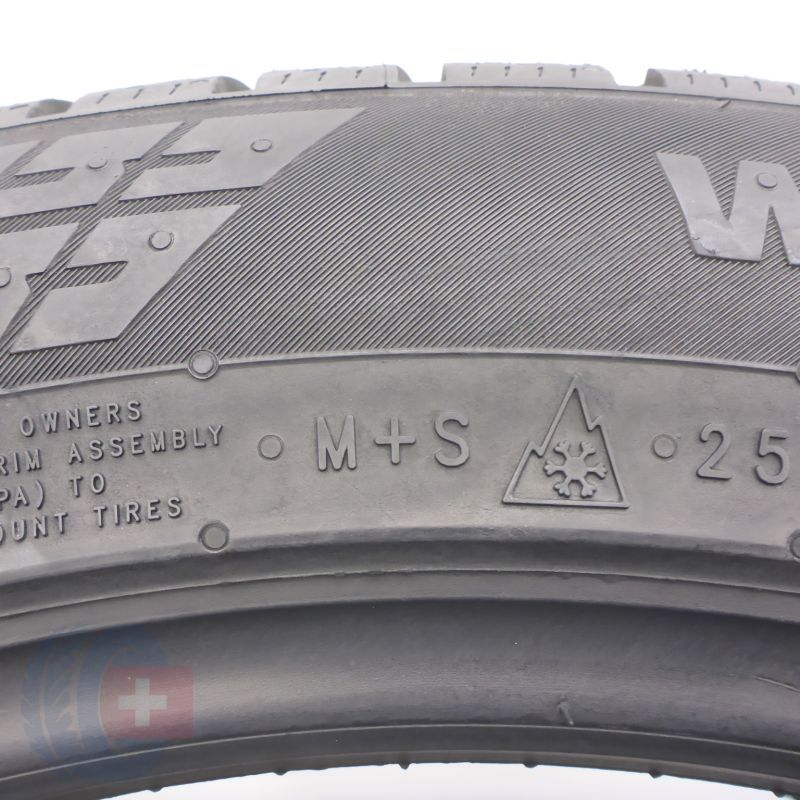 W
OWNERS
RIM ASSEMBLY
PA) TO
OUNT TIRES
M+S
25